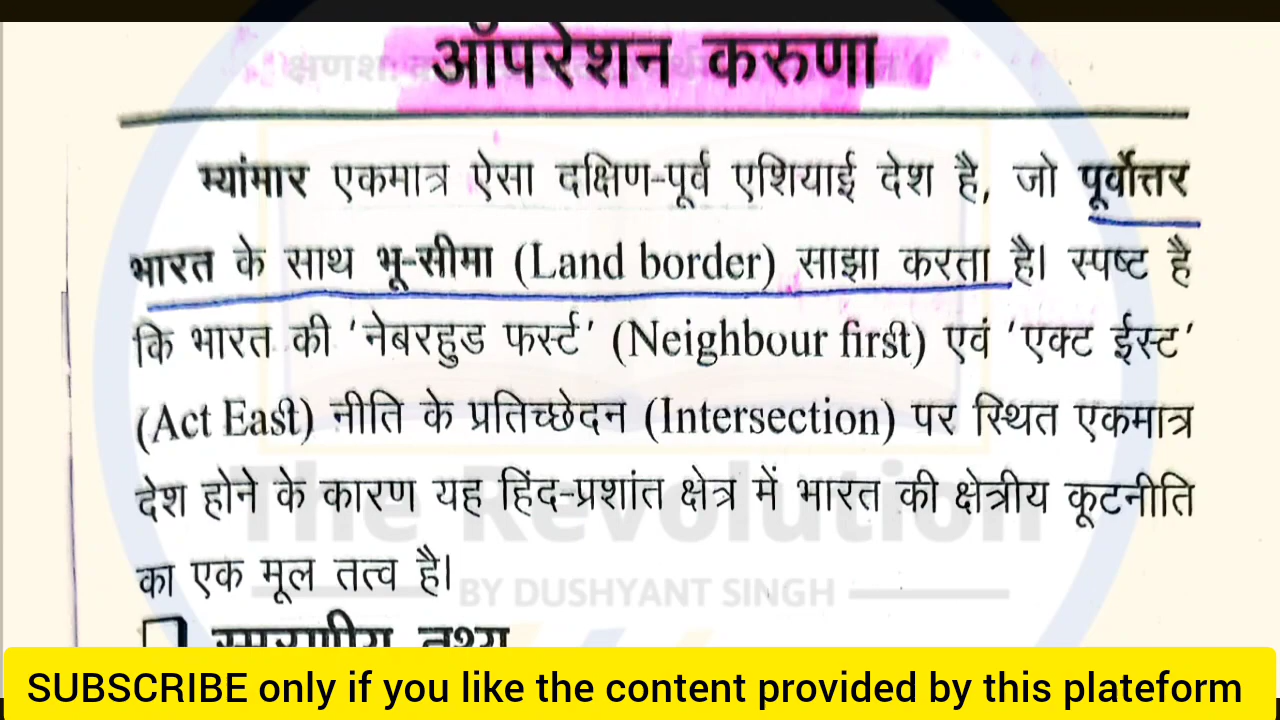 ऑपरेशन करुणा
म्यांमार एकमात्र ऐसा दक्षिण-पूर्व एशियाई देश है, जो पूर्वोत्तर
भारत के साथ भू-सीमा (Land border) साझा करता है। स्पष्ट है
कि भारत की 'नेबरहुड फर्स्ट' (Neighbour first) एवं 'एक्ट ईस्ट'
(Act East) नीति के प्रतिच्छेदन (Intersection) पर स्थित एकमात्र
देश होने के कारण यह हिंद-प्रशांत क्षेत्र में भारत की क्षेत्रीय कूटनीति
का एक मूल तत्व है।
The Revolution
BY DUSHYANT SINGH
स्मरणीय तथ्य
SUBSCRIBE only if you like the content provided by this plateform